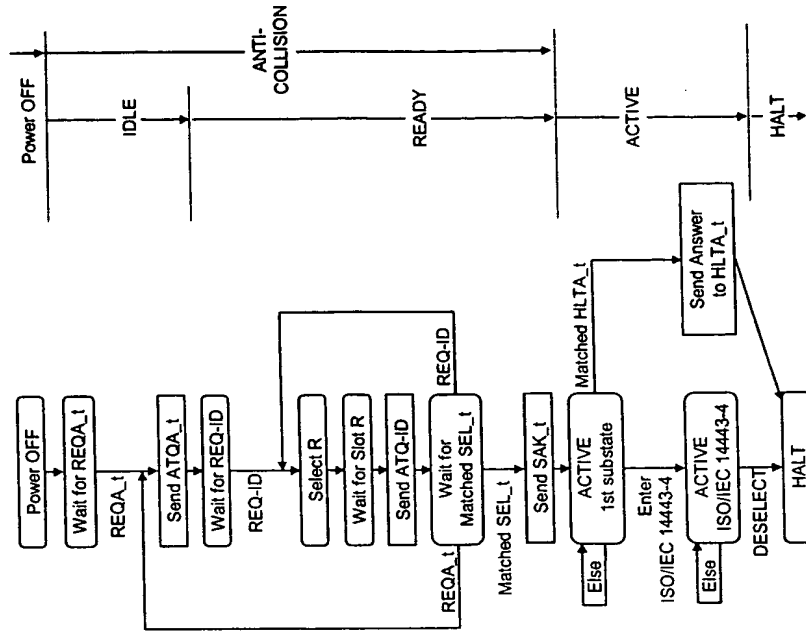 Power OFF
Wait for REQA_t
REQA_t
Send ATQA_t
Wait for REQ-ID
REQ-ID
Select R
Wait for Slot R
Send ATQ-ID
Wait for
Matched SEL_t
REQA_t
REQ-ID
Matched SEL_t
Send SAK_t
ACTIVE
1st substate
Else
Matched HLTA_t
Send Answer
to HLTA_t
Enter
ISO/IEC 14443-4
ACTIVE
ISO/IEC 14443-4
Else
DESELECT
HALT
Power OFF
IDLE
ANTI-
COLLISION
READY
ACTIVE
HALT